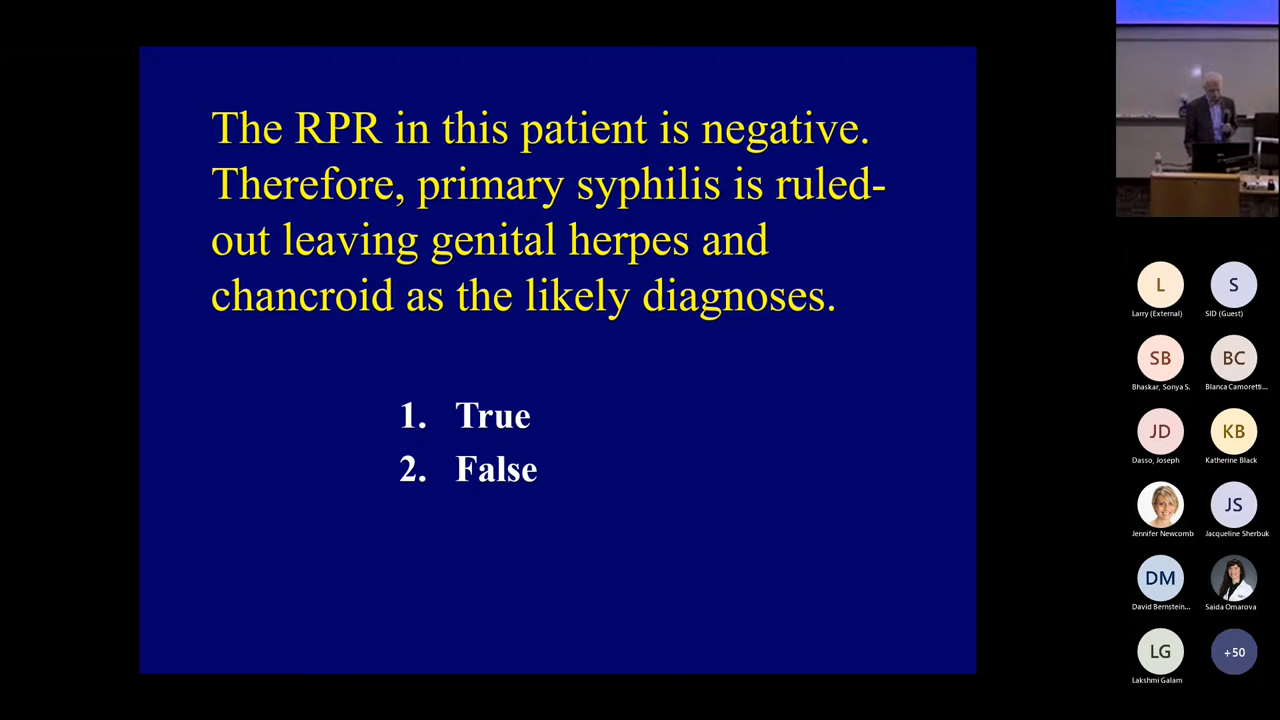 The RPR in this patient is negative.
Therefore, primary syphilis is ruled-
out leaving genital herpes and
chancroid as the likely diagnoses.
1. True
2. False
L
S
Larry (External)
SID (Guest)
SB
BC
Bhaskar, Sonya S.
Blanca Camoretti...
JD
KB
Dasso, Joseph
Katherine Black
JS
Jennifer Newcomb
Jacqueline Sherbuk
DM
David Bernstein...
Saida Omarova
LG
+50
Lakshmi Galam